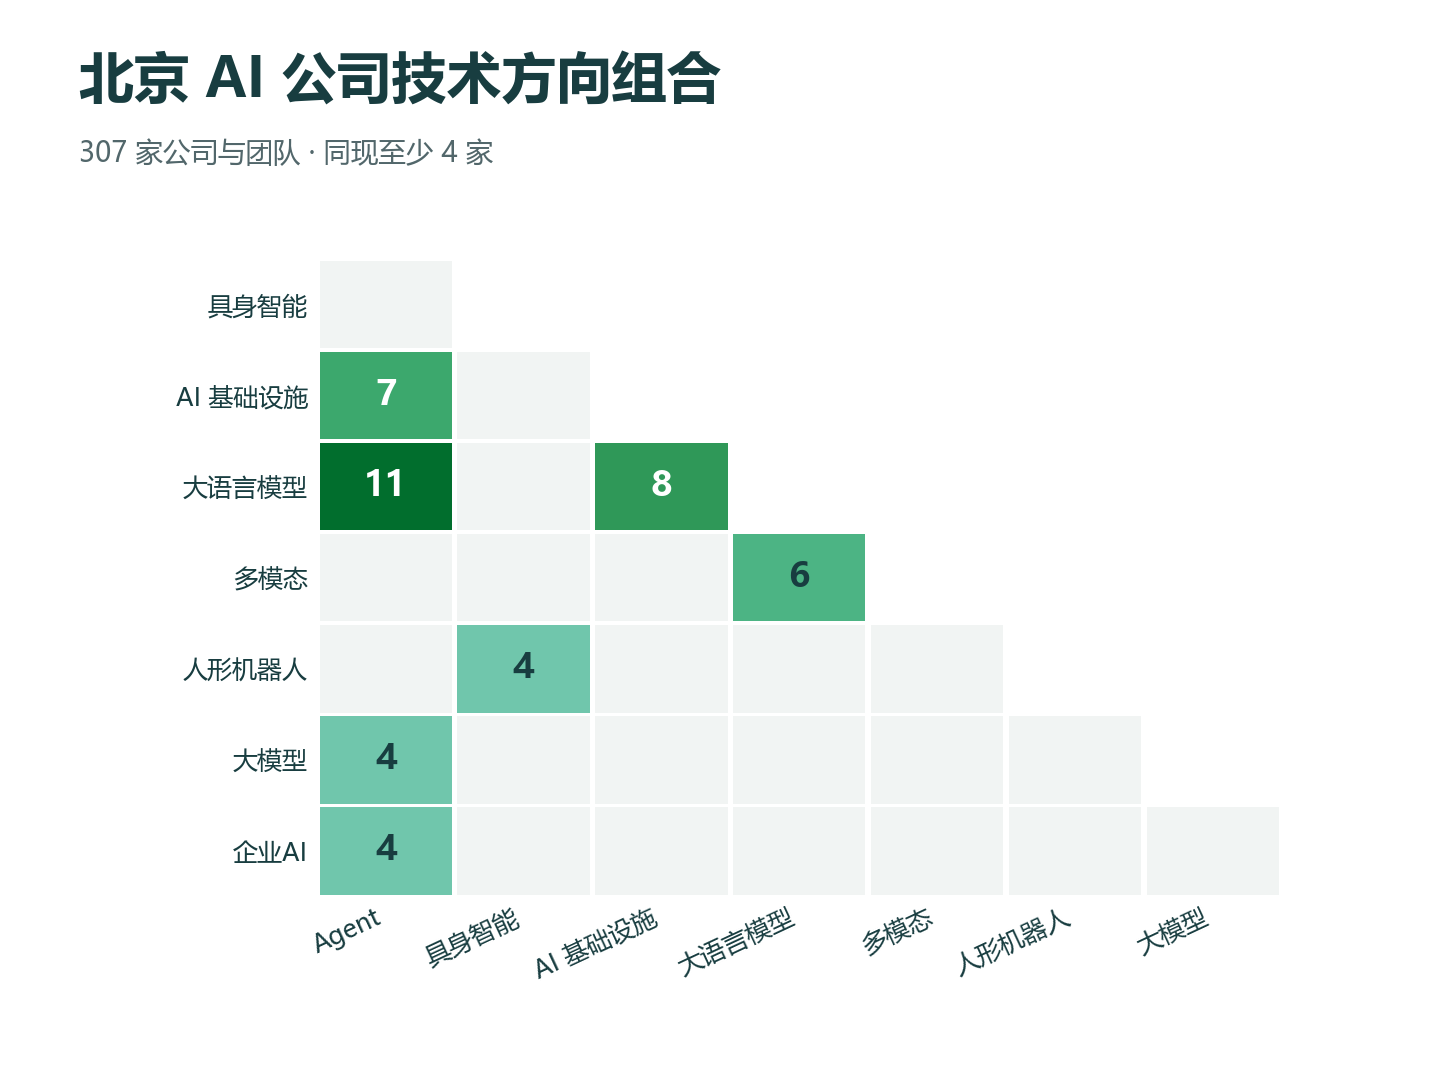 北京 AI 公司技术方向组合
307 家公司与团队 · 同现至少 4 家
具身智能
AI 基础设施 7
大语言模型 11 8
多模态 6
人形机器人 4
大模型 4
企业AI 4
Agent 具身智能 AI 基础设施 大语言模型 多模态 人形机器人 大模型